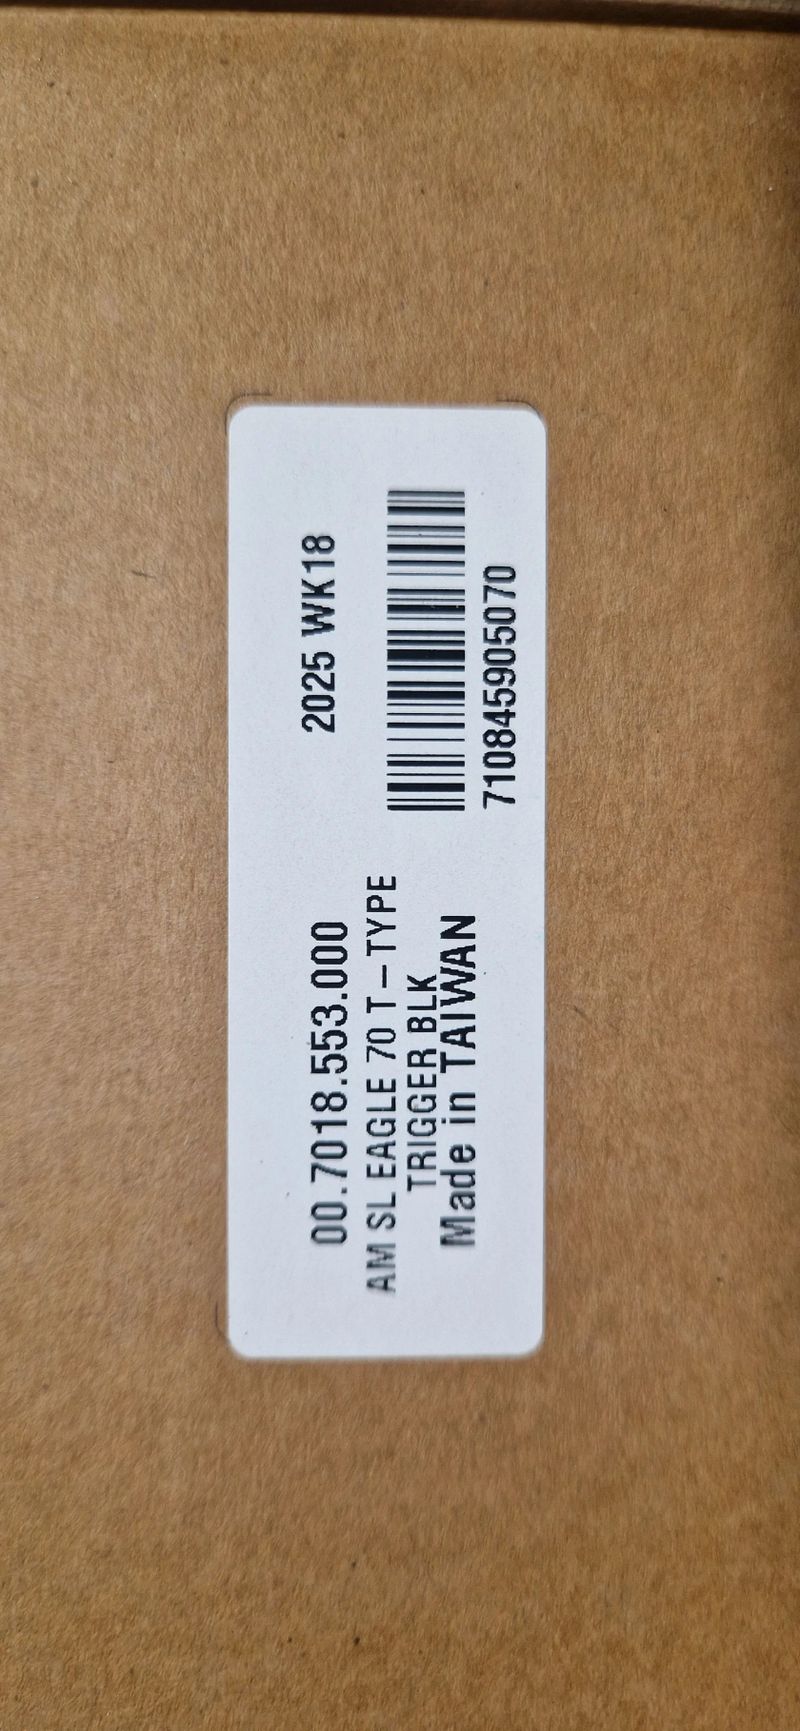 00.7018.553.000
2025 WK18
AM SL EAGLE 70 T-TYPE
TRIGGER BLK
Made in TAIWAN
710845905070